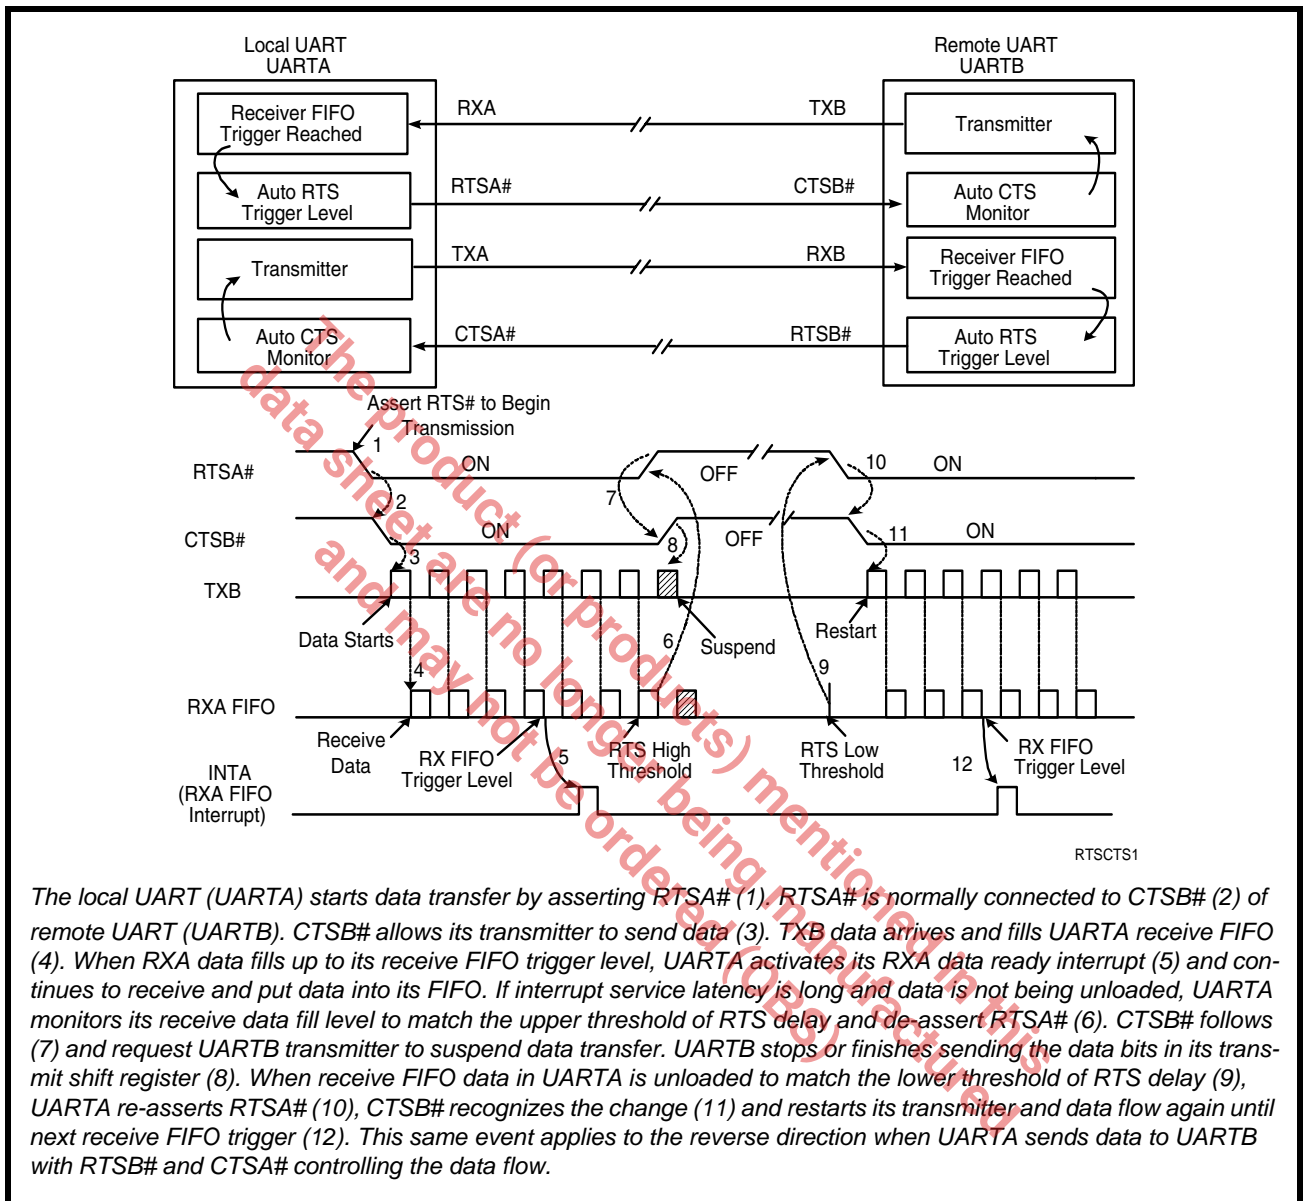 Local UART
UARTA
Remote UART
UARTB
Receiver FIFO
Trigger Reached
RXA
TXB
Transmitter
Auto RTS
Trigger Level
RTSA#
CTSB#
Auto CTS
Monitor
Transmitter
TXA
RXB
Receiver FIFO
Trigger Reached
Auto CTS
Monitor
CTSA#
RTSB#
Auto RTS
Trigger Level
Assert RTS# to Begin
Transmission
1
RTSA#
ON
OFF
10
ON
2
7
CTSB#
ON
8
OFF
11
ON
3
TXB
Data Starts
6
Suspend
Restart
4
9
RXA FIFO
Receive
Data
RX FIFO
Trigger Level
5
RTS High
Threshold
RTS Low
Threshold
12
RX FIFO
Trigger Level
INTA
(RXA FIFO
Interrupt)
RTSCTS1
The local UART (UARTA) starts data transfer by asserting RTSA# (1). RTSA# is normally connected to CTSB# (2) of
remote UART (UARTB). CTSB# allows its transmitter to send data (3). TXB data arrives and fills UARTA receive FIFO
(4). When RXA data fills up to its receive FIFO trigger level, UARTA activates its RXA data ready interrupt (5) and con-
tinues to receive and put data into its FIFO. If interrupt service latency is long and data is not being unloaded, UARTA
monitors its receive data fill level to match the upper threshold of RTS delay and de-assert RTSA# (6). CTSB# follows
(7) and request UARTB transmitter to suspend data transfer. UARTB stops or finishes sending the data bits in its trans-
mit shift register (8). When receive FIFO data in UARTA is unloaded to match the lower threshold of RTS delay (9),
UARTA re-asserts RTSA# (10), CTSB# recognizes the change (11) and restarts its transmitter and data flow again until
next receive FIFO trigger (12). This same event applies to the reverse direction when UARTA sends data to UARTB
with RTSB# and CTSA# controlling the data flow.
The product (or products) mentioned in this
data sheet are no longer being manufactured
and may not be ordered (OBS)